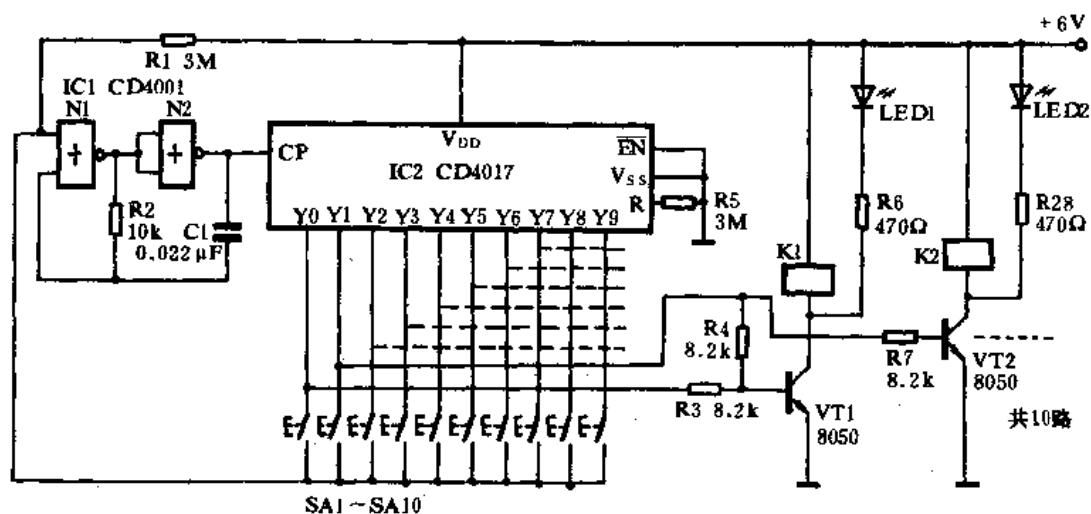 +6V
R1 3M
IC1 CD4001
N1
N2
+
+
R2
10k
C1
0.022μF
CP
VDD
IC2 CD4017
EN
VSS
R
R5
3M
Y0 Y1 Y2 Y3 Y4 Y5 Y6 Y7 Y8 Y9
LED1
LED2
R6
470Ω
R28
470Ω
K1
K2
R4
8.2k
R3 8.2k
R7
8.2k
VT1
8050
VT2
8050
共10路
SA1~SA10